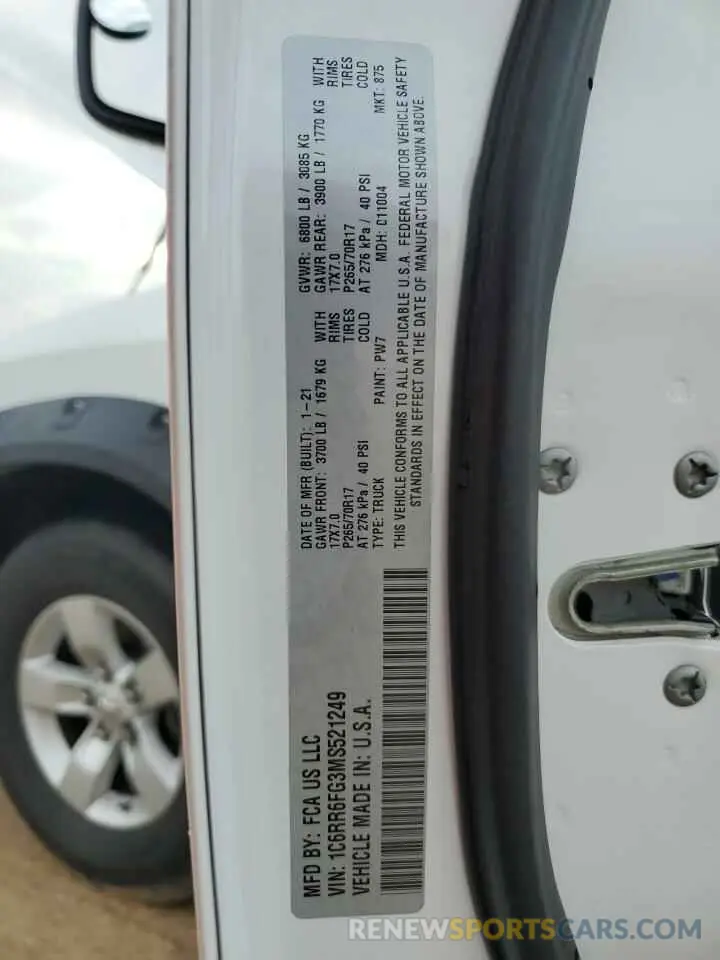 MFD BY: FCA US LLC
VIN: 1C6RR6FG3MS521249
VEHICLE MADE IN: U.S.A.
DATE OF MFR (BUILT): 1-21
GAWR FRONT: 3700 LB / 1679 KG WITH
17X7.0 RIMS
P265/70R17 TIRES
AT 276 kPa / 40 PSI COLD
TYPE: TRUCK PAINT: PW7
GVWR: 6800 LB / 3085 KG
GAWR REAR: 3900 LB / 1770 KG WITH
17X7.0 RIMS
P265/70R17 TIRES
AT 276 kPa / 40 PSI COLD
MDH: 011004 MKT: 875
THIS VEHICLE CONFORMS TO ALL APPLICABLE U.S.A. FEDERAL MOTOR VEHICLE SAFETY
STANDARDS IN EFFECT ON THE DATE OF MANUFACTURE SHOWN ABOVE.
RENEWSPORTSCARS.COM